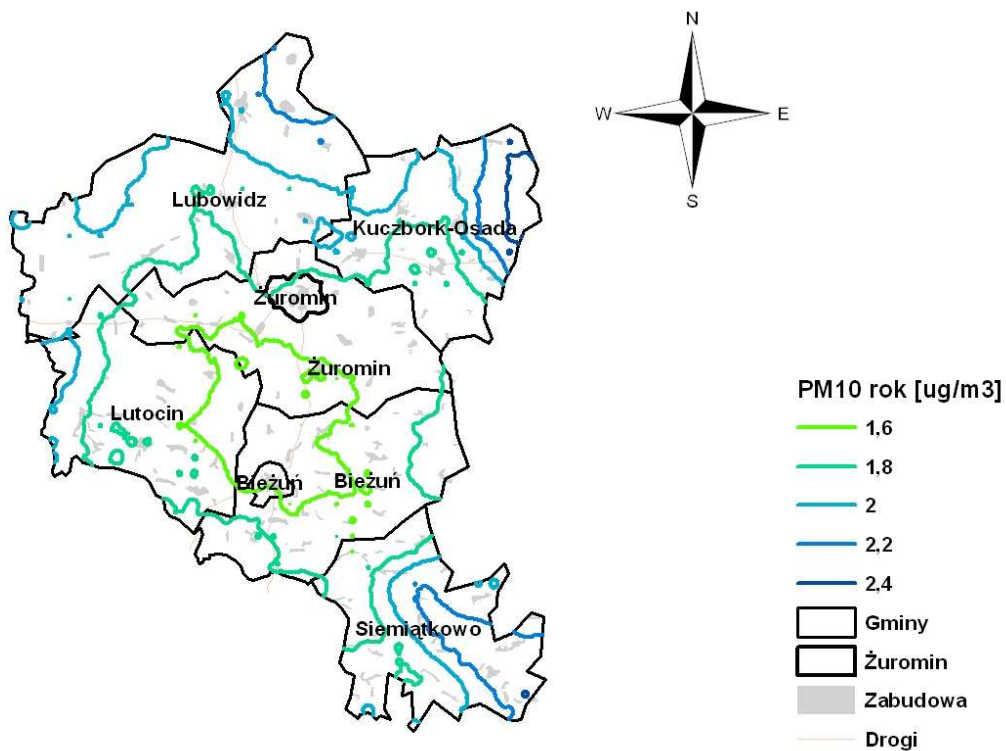 N
W
E
S
Lubowidz
Kuczbork-Osada
Żuromin
Żuromin
Lutocin
Bieżuń
Bieżuń
Siemiątkowo
PM10 rok [ug/m3]
1,6
1,8
2
2,2
2,4
Gminy
Żuromin
Zabudowa
Drogi